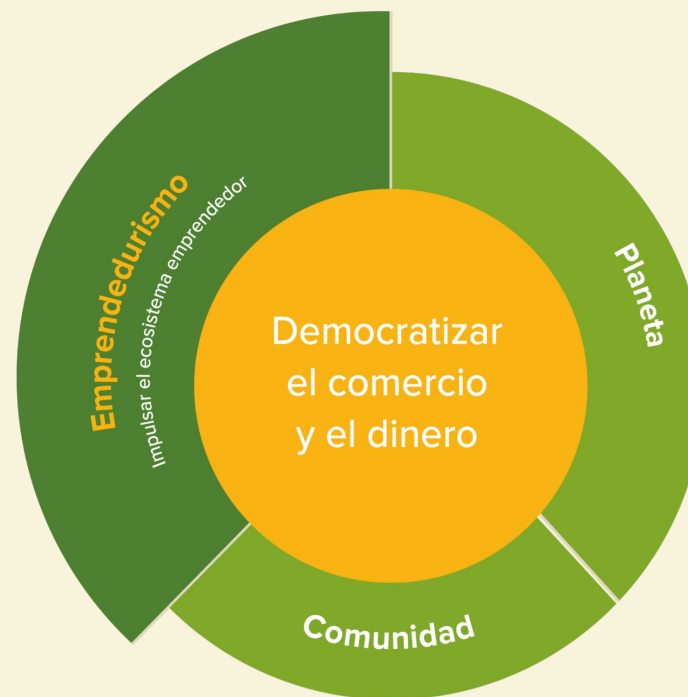 Emprendedurismo
Impulsar el ecosistema emprendedor
Planeta
Democratizar
el comercio
y el dinero
Comunidad